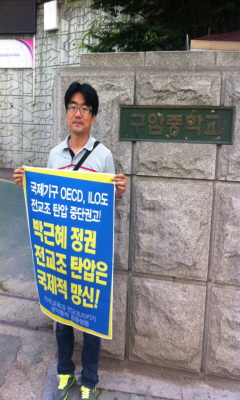 구암중학교
국제기구 OECD, ILO도
전교조 탄압 중단권고!
박근혜 정권
전교조 탄압은
국제적 망신!